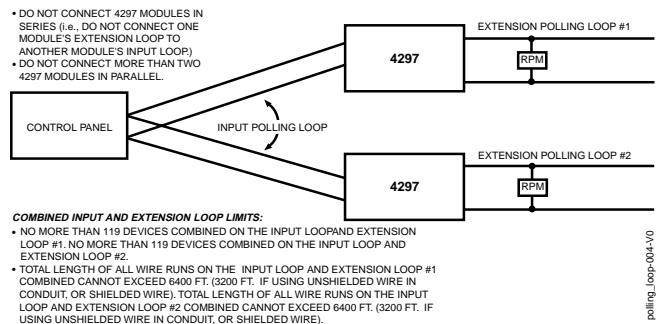 • DO NOT CONNECT 4297 MODULES IN
SERIES (i.e., DO NOT CONNECT ONE
MODULE'S EXTENSION LOOP TO
ANOTHER MODULE'S INPUT LOOP.)
• DO NOT CONNECT MORE THAN TWO
4297 MODULES IN PARALLEL.
CONTROL PANEL
INPUT POLLING LOOP
4297
EXTENSION POLLING LOOP #1
RPM
4297
EXTENSION POLLING LOOP #2
RPM
COMBINED INPUT AND EXTENSION LOOP LIMITS:
• NO MORE THAN 119 DEVICES COMBINED ON THE INPUT LOOPAND EXTENSION
LOOP #1. NO MORE THAN 119 DEVICES COMBINED ON THE INPUT LOOP AND
EXTENSION LOOP #2.
• TOTAL LENGTH OF ALL WIRE RUNS ON THE INPUT LOOP AND EXTENSION LOOP #1
COMBINED CANNOT EXCEED 6400 FT. (3200 FT. IF USING UNSHIELDED WIRE IN
CONDUIT, OR SHIELDED WIRE). TOTAL LENGTH OF ALL WIRE RUNS ON THE INPUT
LOOP AND EXTENSION LOOP #2 COMBINED CANNOT EXCEED 6400 FT. (3200 FT. IF
USING UNSHIELDED WIRE IN CONDUIT, OR SHIELDED WIRE).
polling_loop-004-V0